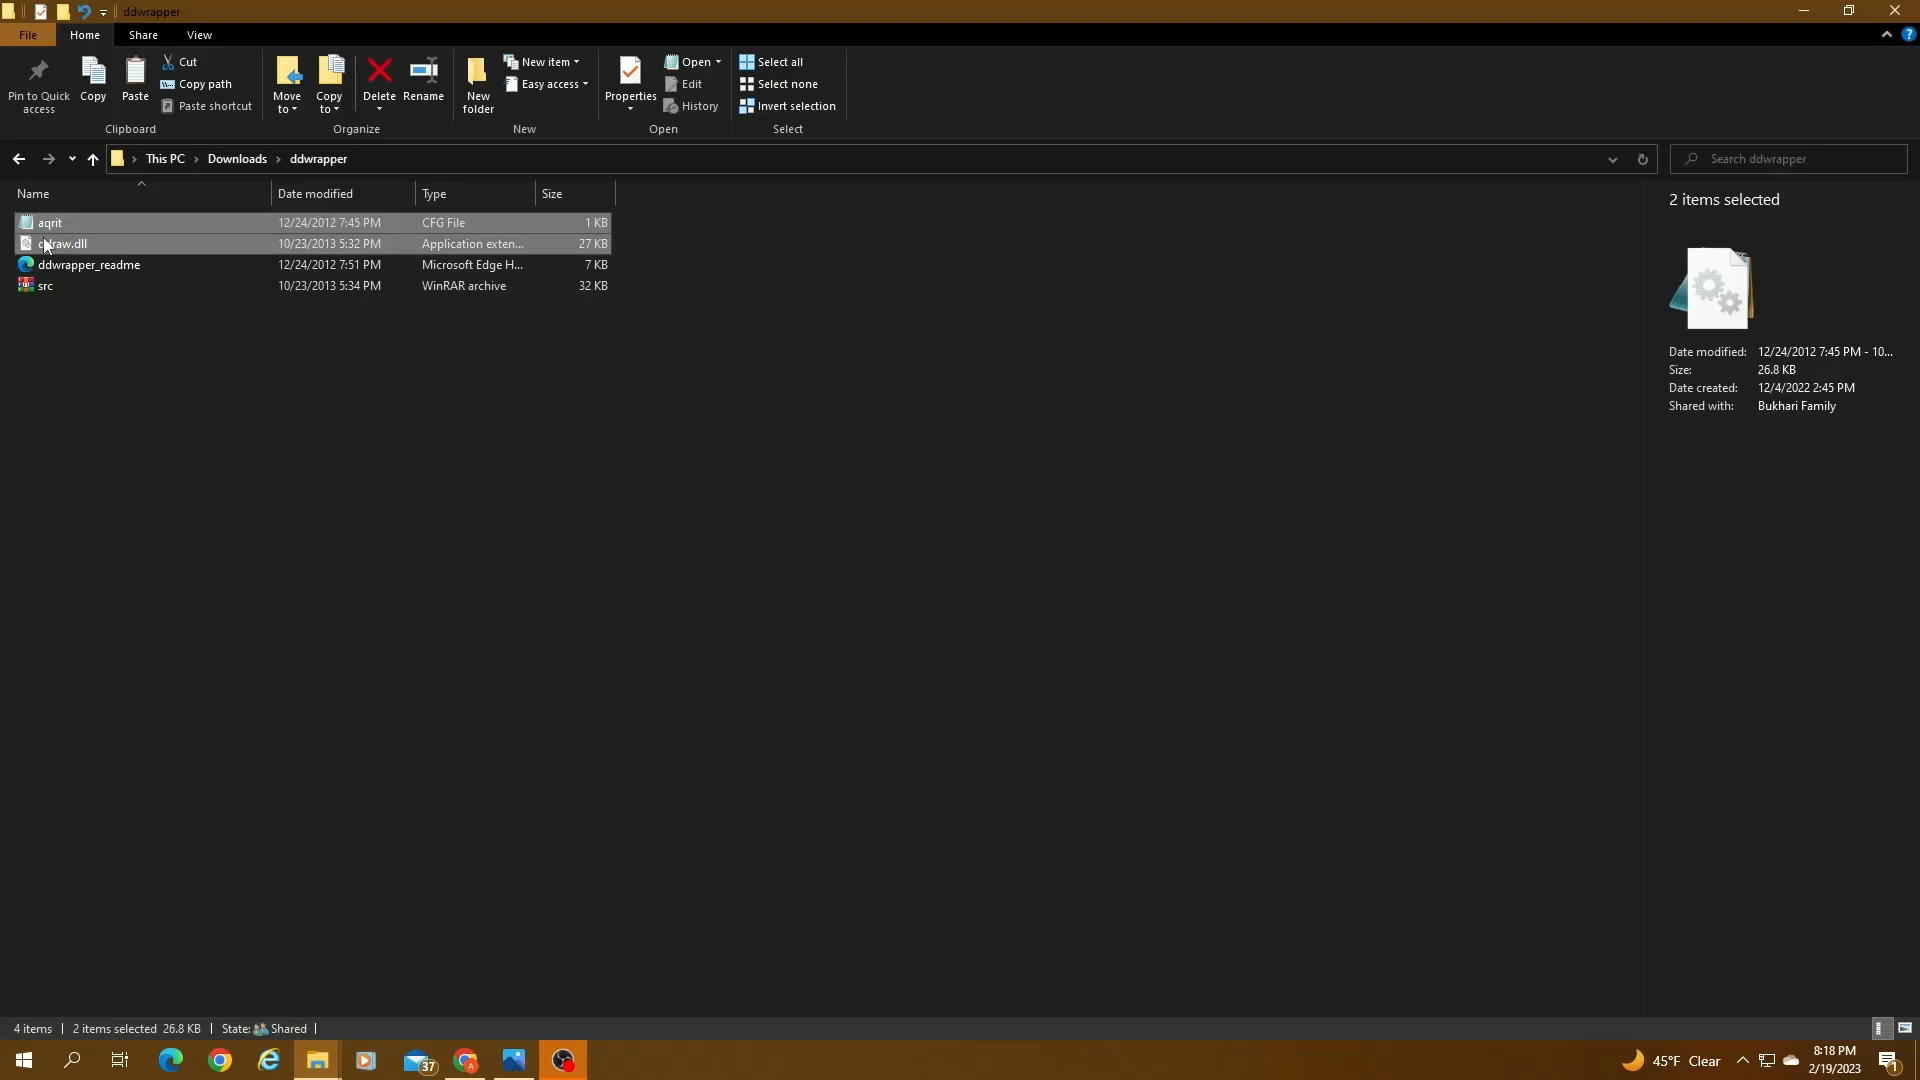 ddwrapper
File Home Share View
Pin to Quick access
Copy
Paste
Cut
Copy path
Paste shortcut
Clipboard
Move to
Copy to
Delete
Rename
Organize
New folder
New item
Easy access
New
Properties
Open
Edit
History
Open
Select all
Select none
Invert selection
Select
This PC > Downloads > ddwrapper
Search ddwrapper
Name Date modified Type Size
aqrit 12/24/2012 7:45 PM CFG File 1 KB
ddraw.dll 10/23/2013 5:32 PM Application exten... 27 KB
ddwrapper_readme 12/24/2012 7:51 PM Microsoft Edge H... 7 KB
src 10/23/2013 5:34 PM WinRAR archive 32 KB
2 items selected
Date modified: 12/24/2012 7:45 PM - 10...
Size: 26.8 KB
Date created: 12/4/2022 2:45 PM
Shared with: Bukhari Family
4 items | 2 items selected 26.8 KB | State: Shared |
37
A
45°F Clear
8:18 PM
2/19/2023
1